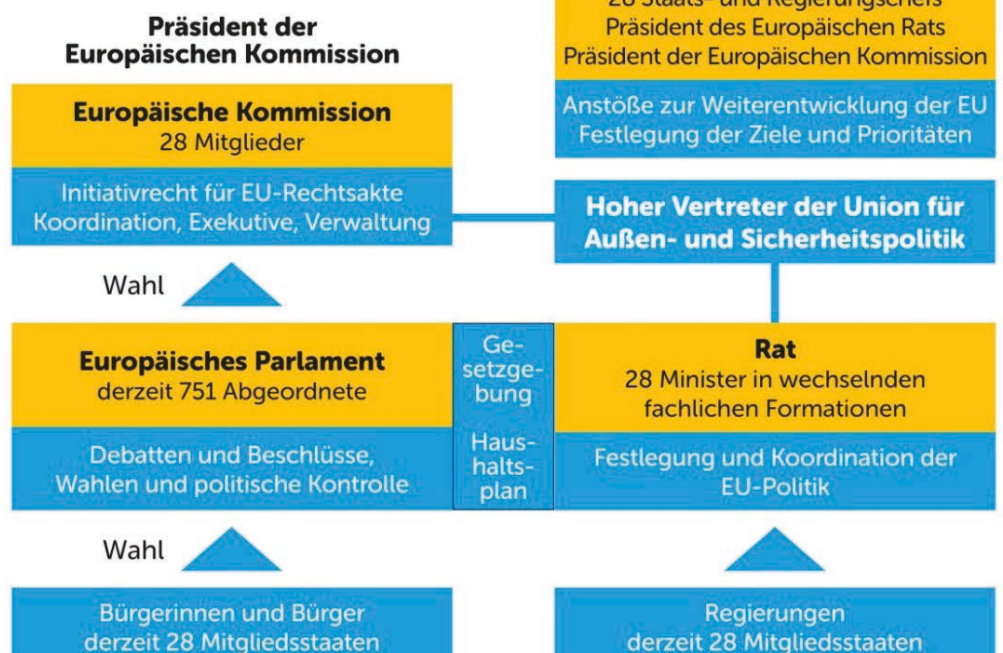 Präsident der
Europäischen Kommission
Europäische Kommission
28 Mitglieder
Initiativrecht für EU-Rechtsakte
Koordination, Exekutive, Verwaltung
28 Staats- und Regierungschefs
Präsident des Europäischen Rats
Präsident der Europäischen Kommission
Anstöße zur Weiterentwicklung der EU
Festlegung der Ziele und Prioritäten
Hoher Vertreter der Union für
Außen- und Sicherheitspolitik
Wahl
Europäisches Parlament
derzeit 751 Abgeordnete
Debatten und Beschlüsse,
Wahlen und politische Kontrolle
Ge-
setzge-
bung
Haus-
halts-
plan
Rat
28 Minister in wechselnden
fachlichen Formationen
Festlegung und Koordination der
EU-Politik
Wahl
Bürgerinnen und Bürger
derzeit 28 Mitgliedsstaaten
Regierungen
derzeit 28 Mitgliedsstaaten